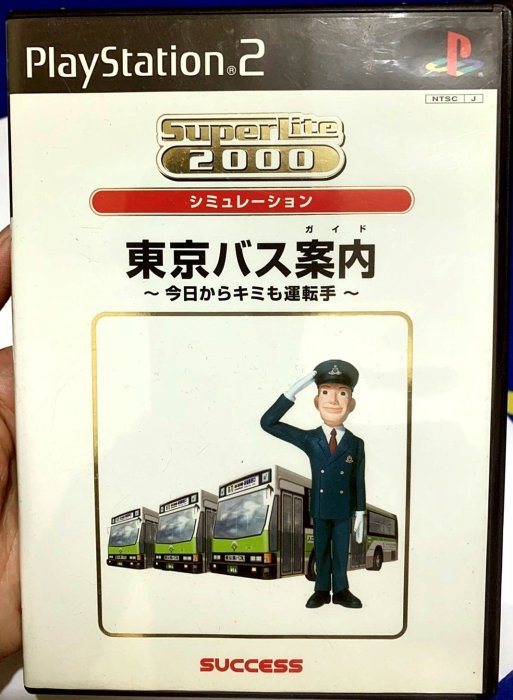 PlayStation®2
NTSC J
SuperLite
2000
シミュレーション
ガイド
東京バス案内
～今日からキミも運転手～
SUCCESS